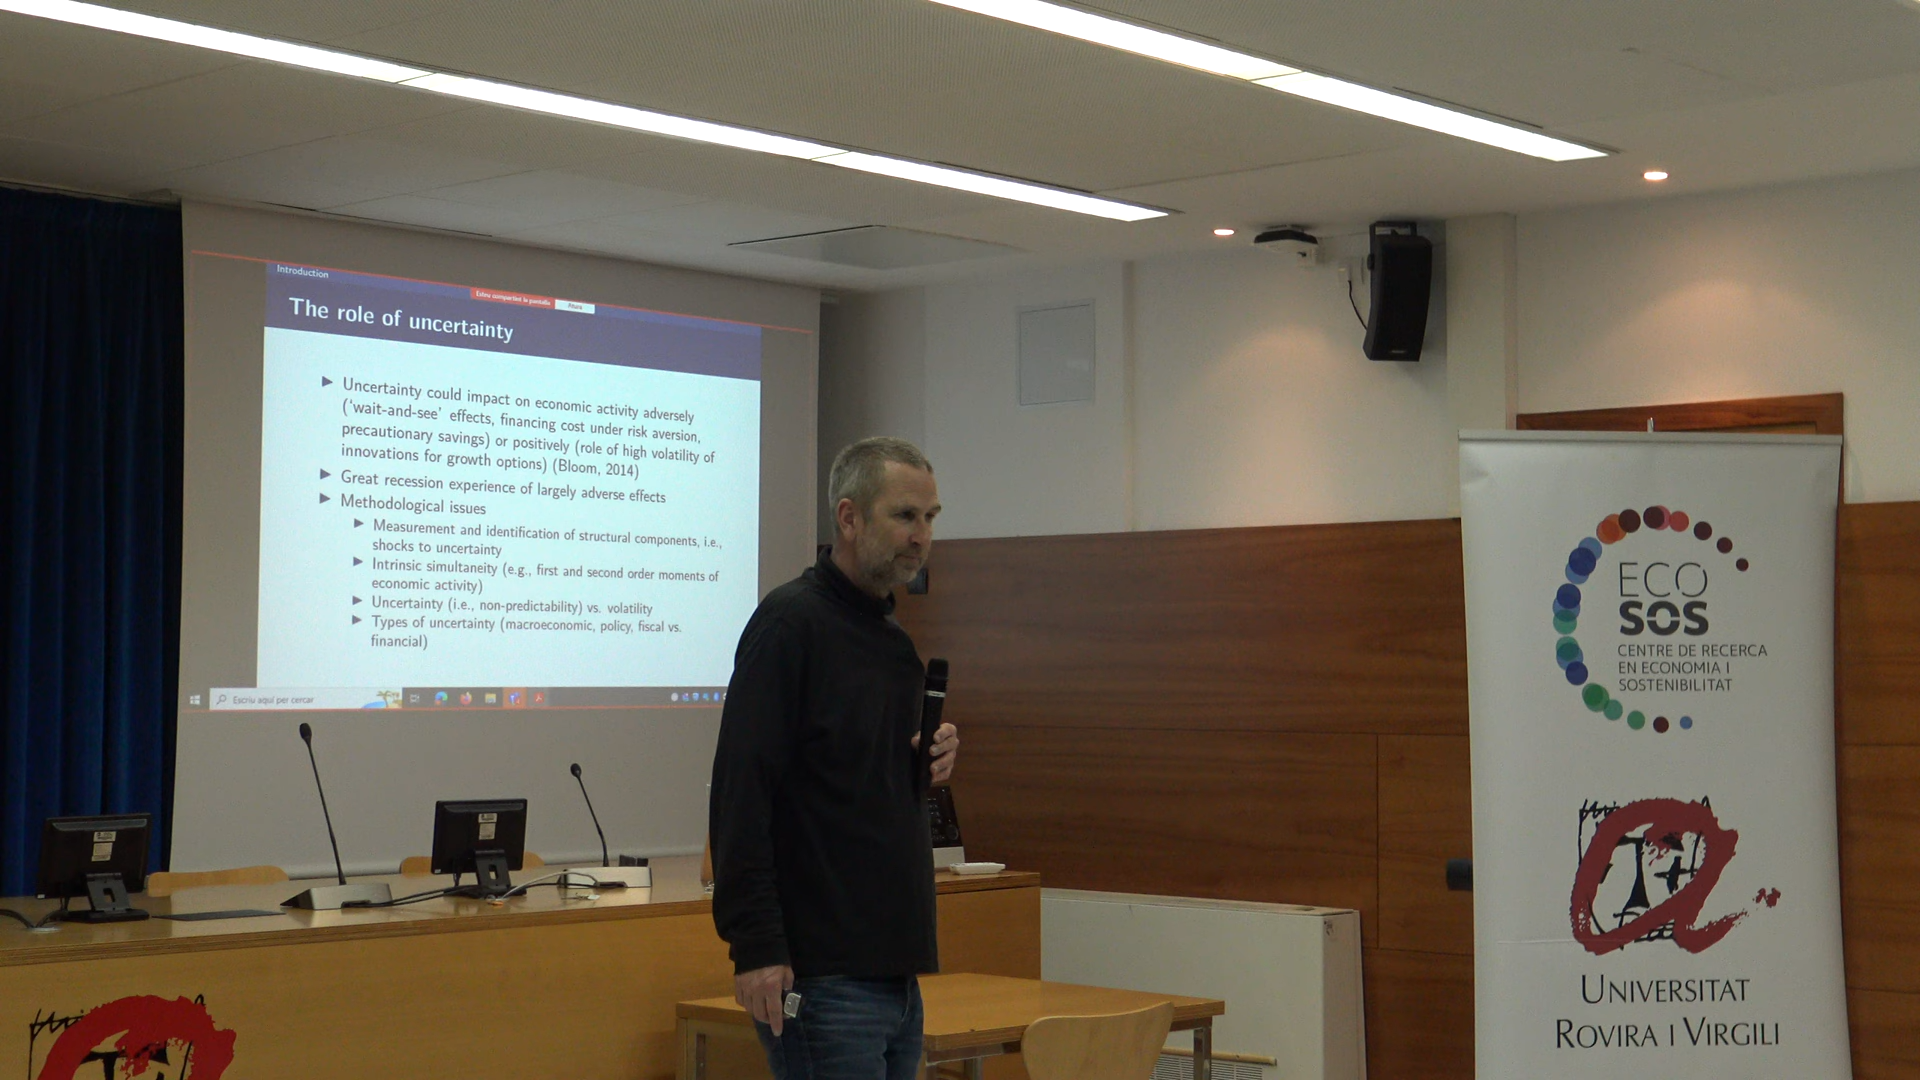 Introduction
Esteu compartint la pantalla
The role of uncertainty
▶ Uncertainty could impact on economic activity adversely
('wait-and-see' effects, financing cost under risk aversion,
precautionary savings) or positively (role of high volatility of
innovations for growth options) (Bloom, 2014)
▶ Great recession experience of largely adverse effects
▶ Methodological issues
▶ Measurement and identification of structural components, i.e.,
shocks to uncertainty
▶ Intrinsic simultaneity (e.g., first and second order moments of
economic activity)
▶ Uncertainty (i.e., non-predictability) vs. volatility
▶ Types of uncertainty (macroeconomic, policy, fiscal vs.
financial)
Escriu aquí per cercar
ECO
SOS
CENTRE DE RECERCA
EN ECONOMIA I
SOSTENIBILITAT
UNIVERSITAT
ROVIRA I VIRGILI